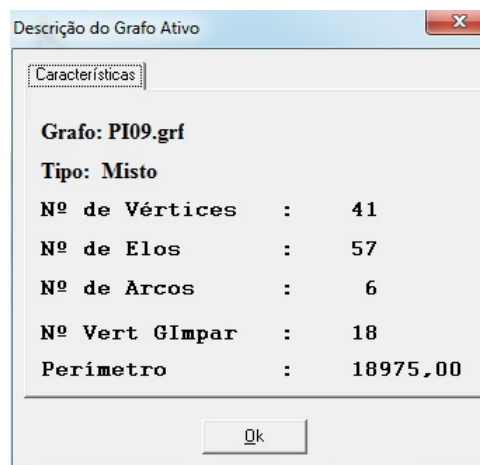 Descrição do Grafo Ativo
x
Características
Grafo: PI09.grf
Tipo: Misto
Nº de Vértices : 41
Nº de Elos : 57
Nº de Arcos : 6
Nº Vert GImpar : 18
Perímetro : 18975,00
Ok